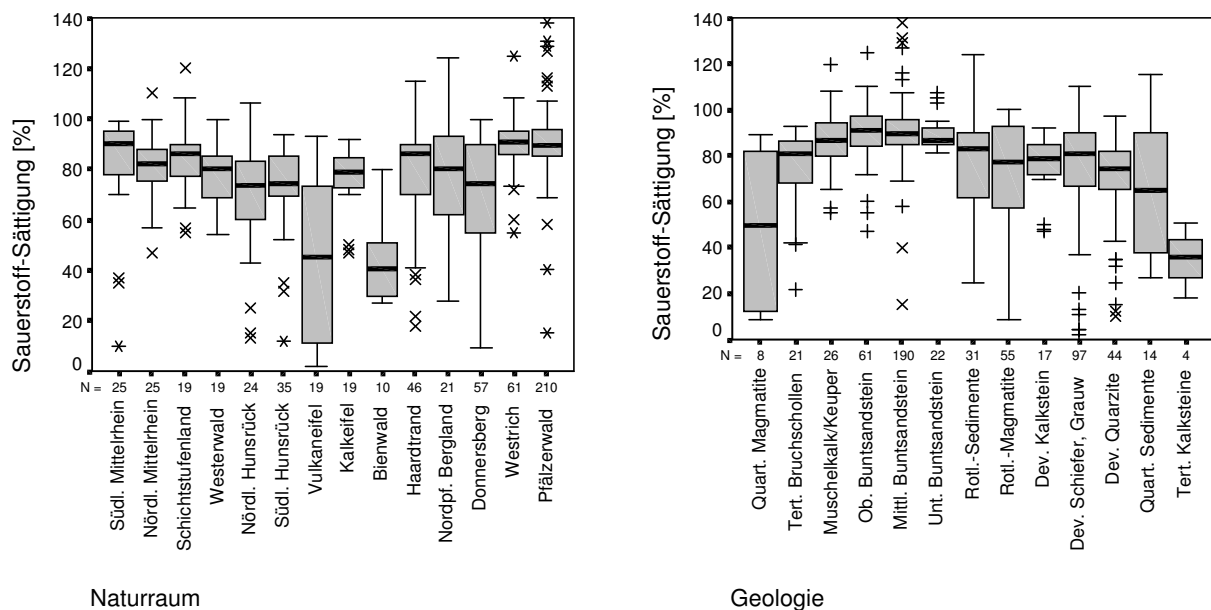 Sauerstoff-Sättigung [%]
140
120
100
80
60
40
20
0
N = 25 25 19 19 24 35 19 19 10 46 21 57 61 210
Südl. Mittelrhein
Nördl. Mittelrhein
Schichtstufenland
Westerwald
Nördl. Hunsrück
Südl. Hunsrück
Vulkaneifel
Kalkeifel
Bienwald
Haardtrand
Nordpf. Bergland
Donnersberg
Westrich
Pfälzenwald
Naturraum
Sauerstoff-Sättigung [%]
140
120
100
80
60
40
20
0
N = 8 21 26 61 190 22 31 55 17 97 44 14 4
Quart. Magmatite
Tert. Bruchschollen
Muschelkalk/Keuper
Ob. Buntsandstein
Mittl. Buntsandstein
Unt. Buntsandstein
Rotl.-Sedimente
Rotl.-Magmatite
Dev. Kalkstein
Dev. Schiefer, Grauw
Dev. Quarzite
Quart. Sedimente
Tert. Kalksteine
Geologie